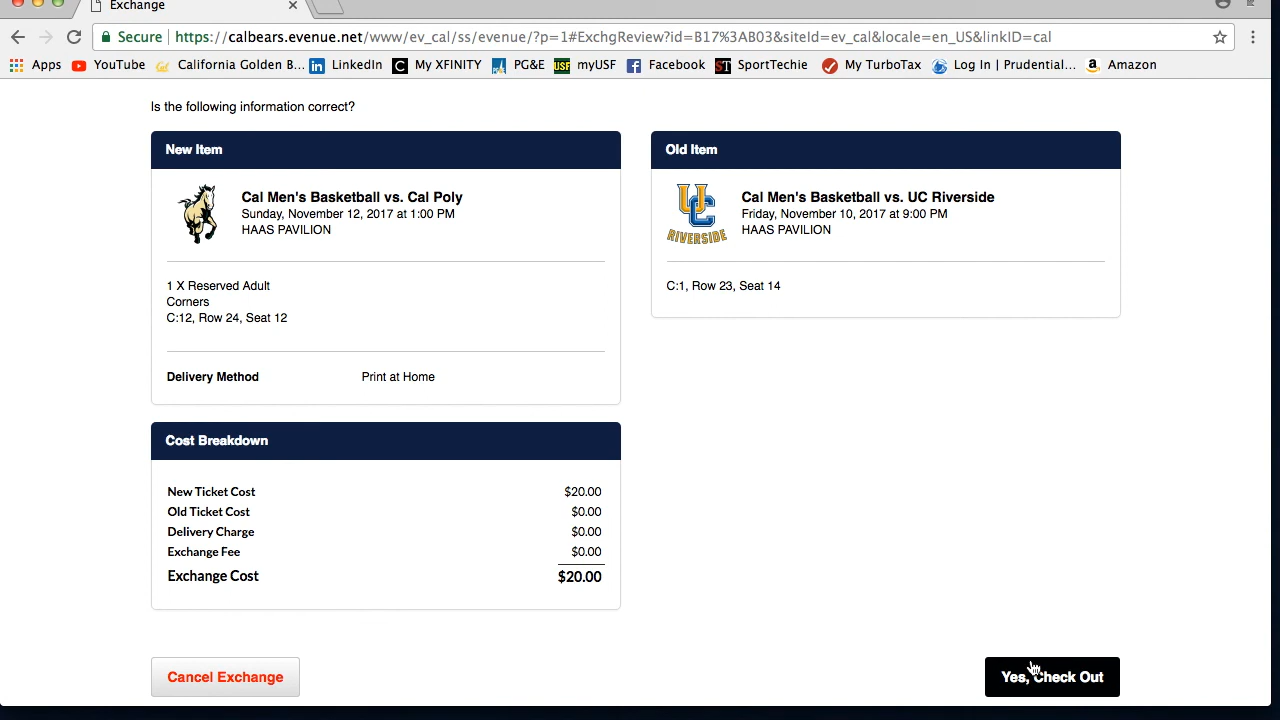 Exchange
Secure https://calbears.evenue.net/www/ev_cal/ss/evenue/?p=1#ExchgReview?id=B17%3AB03&siteId=ev_cal&locale=en_US&linkID=cal
Apps YouTube California Golden B... LinkedIn My XFINITY PG&E myUSF Facebook SportTechie My TurboTax Log In | Prudential... Amazon
Is the following information correct?
New Item
Cal Men's Basketball vs. Cal Poly
Sunday, November 12, 2017 at 1:00 PM
HAAS PAVILION
1 X Reserved Adult
Corners
C:12, Row 24, Seat 12
Delivery Method Print at Home
Old Item
UC RIVERSIDE
Cal Men's Basketball vs. UC Riverside
Friday, November 10, 2017 at 9:00 PM
HAAS PAVILION
C:1, Row 23, Seat 14
Cost Breakdown
New Ticket Cost $20.00
Old Ticket Cost $0.00
Delivery Charge $0.00
Exchange Fee $0.00
Exchange Cost $20.00
Cancel Exchange
Yes, Check Out